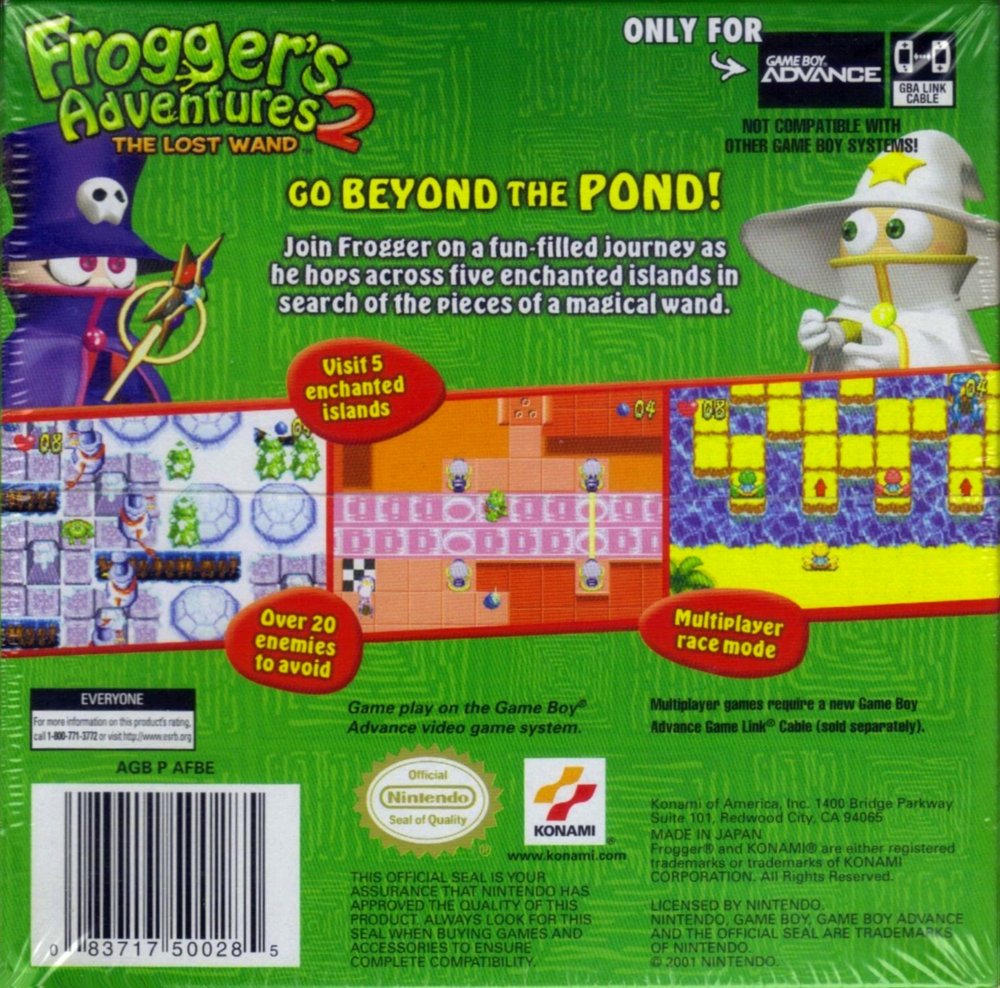 Frogger's
Adventures 2
THE LOST WAND™
ONLY FOR
GAME BOY
ADVANCE
GBA LINK
CABLE
NOT COMPATIBLE WITH
OTHER GAME BOY SYSTEMS!
GO BEYOND THE POND!
Join Frogger on a fun-filled journey as
he hops across five enchanted islands in
search of the pieces of a magical wand.
Visit 5
enchanted
islands
08
04
04
08
04
Over 20
enemies
to avoid
Multiplayer
race mode
EVERYONE
For more information on this product's rating,
call 1-800-771-3772 or visit http://www.esrb.org
AGB P AFBE
0 83717 50028 5
Game play on the Game Boy®
Advance video game system.
Multiplayer games require a new Game Boy
Advance Game Link® Cable (sold separately).
Official
Nintendo
Seal of Quality
®
KONAMI
®
www.konami.com
THIS OFFICIAL SEAL IS YOUR
ASSURANCE THAT NINTENDO HAS
APPROVED THE QUALITY OF THIS
PRODUCT. ALWAYS LOOK FOR THIS
SEAL WHEN BUYING GAMES AND
ACCESSORIES TO ENSURE
COMPLETE COMPATIBILITY.
Konami of America, Inc. 1400 Bridge Parkway
Suite 101, Redwood City, CA 94065
MADE IN JAPAN
Frogger® and KONAMI® are either registered
trademarks or trademarks of KONAMI
CORPORATION. All Rights Reserved.
LICENSED BY NINTENDO.
NINTENDO, GAME BOY, GAME BOY ADVANCE
AND THE OFFICIAL SEAL ARE TRADEMARKS
OF NINTENDO.
© 2001 NINTENDO.